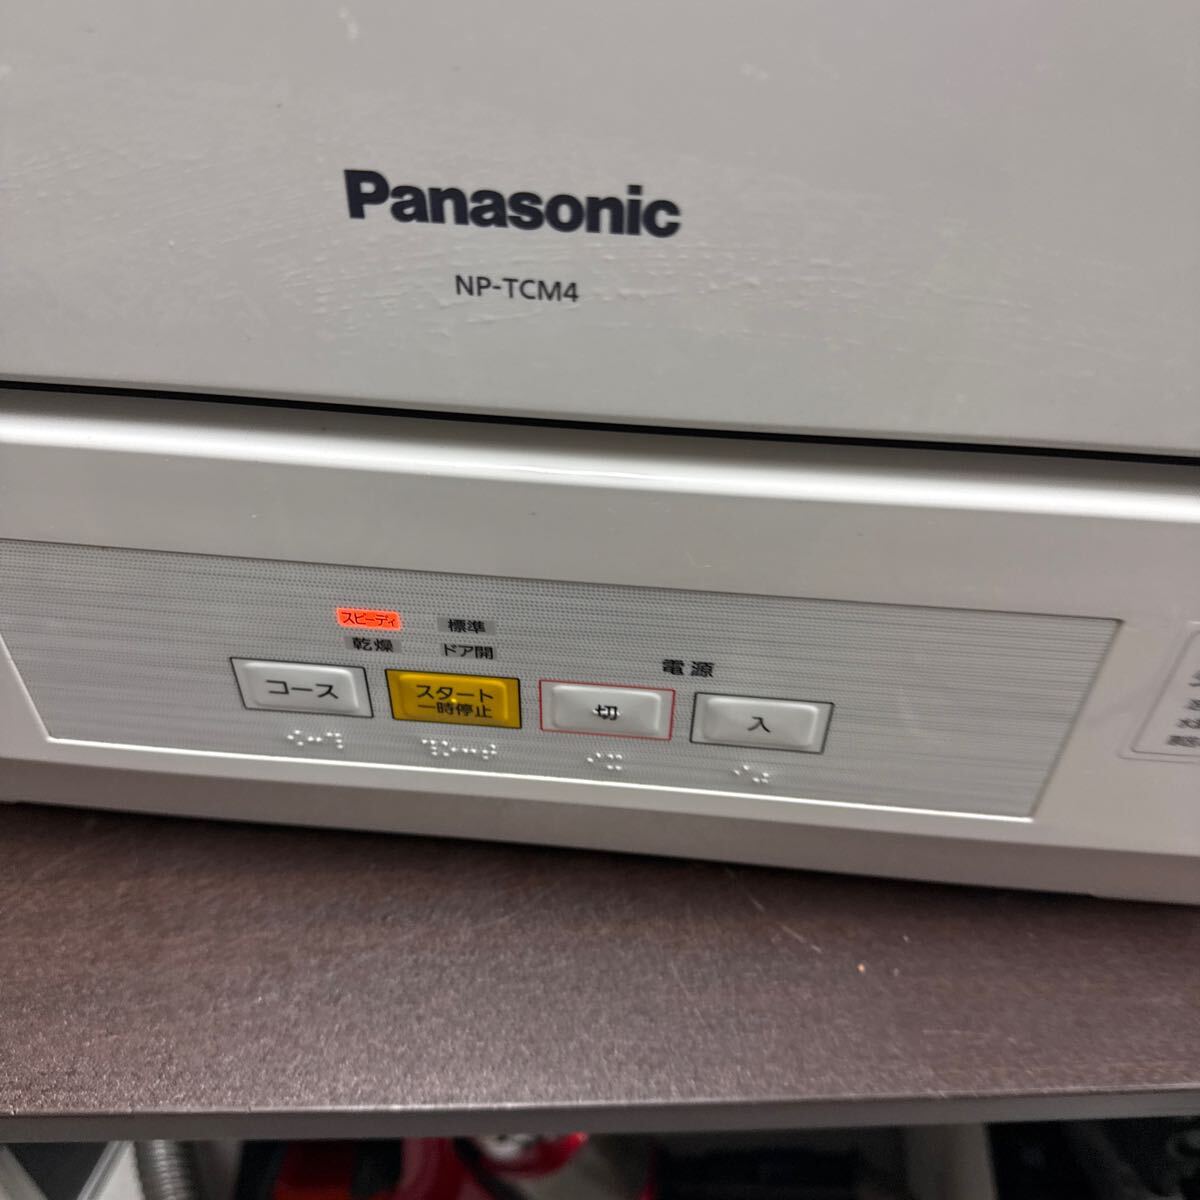 Panasonic
NP-TCM4
スピーディ 標準
乾燥 ドア開
電源
コース
スタート
一時停止
切
入